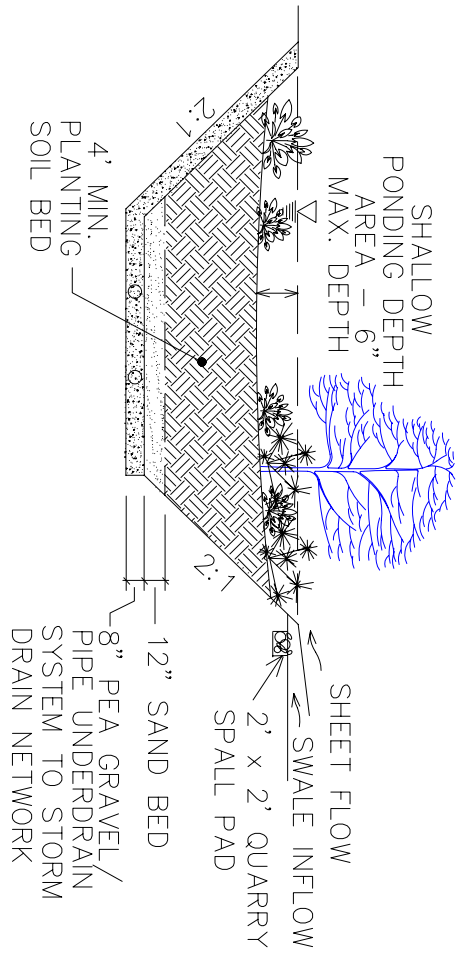 SHALLOW
PONDING DEPTH
AREA – 6”
MAX. DEPTH
SHEET FLOW
SWALE INFLOW
2’ x 2’ QUARRY
SPALL PAD
2:1
2:1
4’ MIN.
PLANTING
SOIL BED
12” SAND BED
8” PEA GRAVEL/
PIPE UNDERDRAIN
SYSTEM TO STORM
DRAIN NETWORK